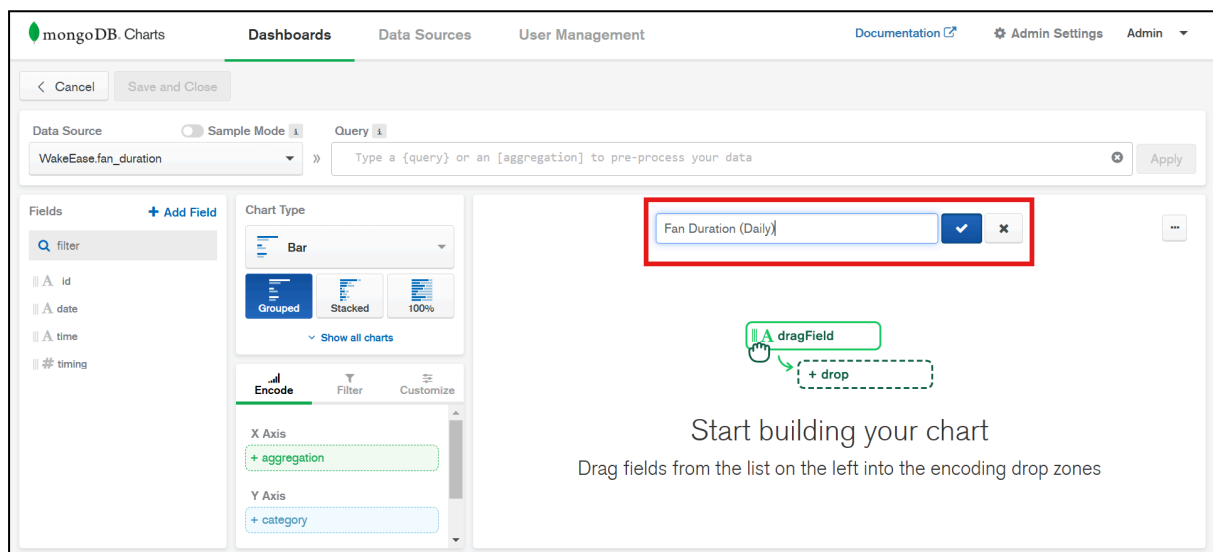 mongoDB. Charts Dashboards Data Sources User Management Documentation Admin Settings Admin
Cancel Save and Close
Data Source Sample Mode i Query i
WakeEase.fan_duration » Type a {query} or an [aggregation] to pre-process your data Apply
Fields + Add Field
filter
A id
A date
A time
# timing
Chart Type
Bar
Grouped Stacked 100%
Show all charts
Encode Filter Customize
X Axis
+ aggregation
Y Axis
+ category
Fan Duration (Daily)
A dragField
+ drop
Start building your chart
Drag fields from the list on the left into the encoding drop zones